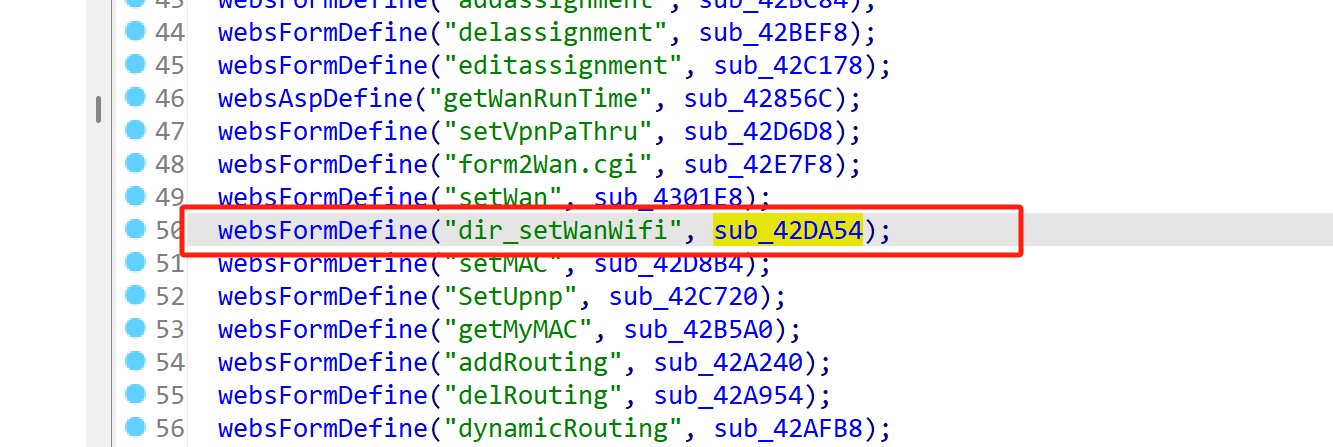 43 websFormDefine("addassignment", sub_42BC84);
44 websFormDefine("delassignment", sub_42BEF8);
45 websFormDefine("editassignment", sub_42C178);
46 websAspDefine("getWanRunTime", sub_42856C);
47 websFormDefine("setVpnPaThru", sub_42D6D8);
48 websFormDefine("form2Wan.cgi", sub_42E7F8);
49 websFormDefine("setWan", sub_4301E8);
50 websFormDefine("dir_setWanWifi", sub_42DA54);
51 websFormDefine("setMAC", sub_42D8B4);
52 websFormDefine("SetUpnp", sub_42C720);
53 websFormDefine("getMyMAC", sub_42B5A0);
54 websFormDefine("addRouting", sub_42A240);
55 websFormDefine("delRouting", sub_42A954);
56 websFormDefine("dynamicRouting", sub_42AFB8);